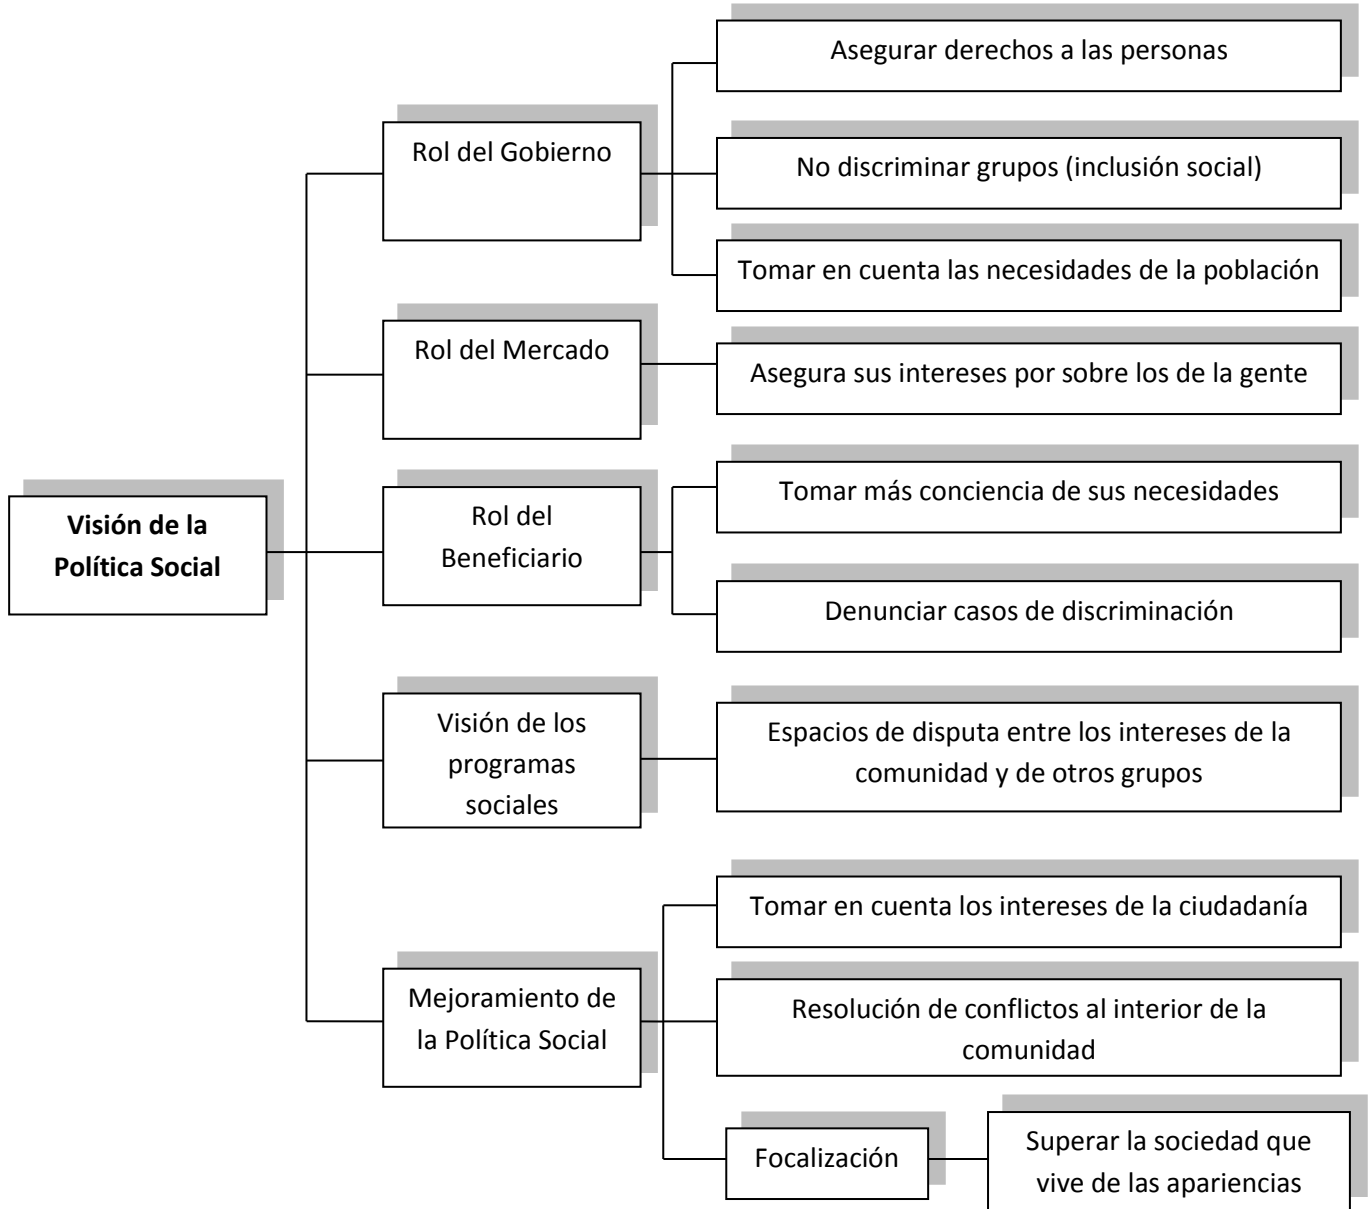 Asegurar derechos a las personas
Rol del Gobierno
No discriminar grupos (inclusión social)
Tomar en cuenta las necesidades de la población
Rol del Mercado
Asegura sus intereses por sobre los de la gente
Visión de la
Política Social
Rol del
Beneficiario
Tomar más conciencia de sus necesidades
Denunciar casos de discriminación
Visión de los
programas
sociales
Espacios de disputa entre los intereses de la
comunidad y de otros grupos
Mejoramiento de
la Política Social
Tomar en cuenta los intereses de la ciudadanía
Resolución de conflictos al interior de la
comunidad
Focalización
Superar la sociedad que
vive de las apariencias